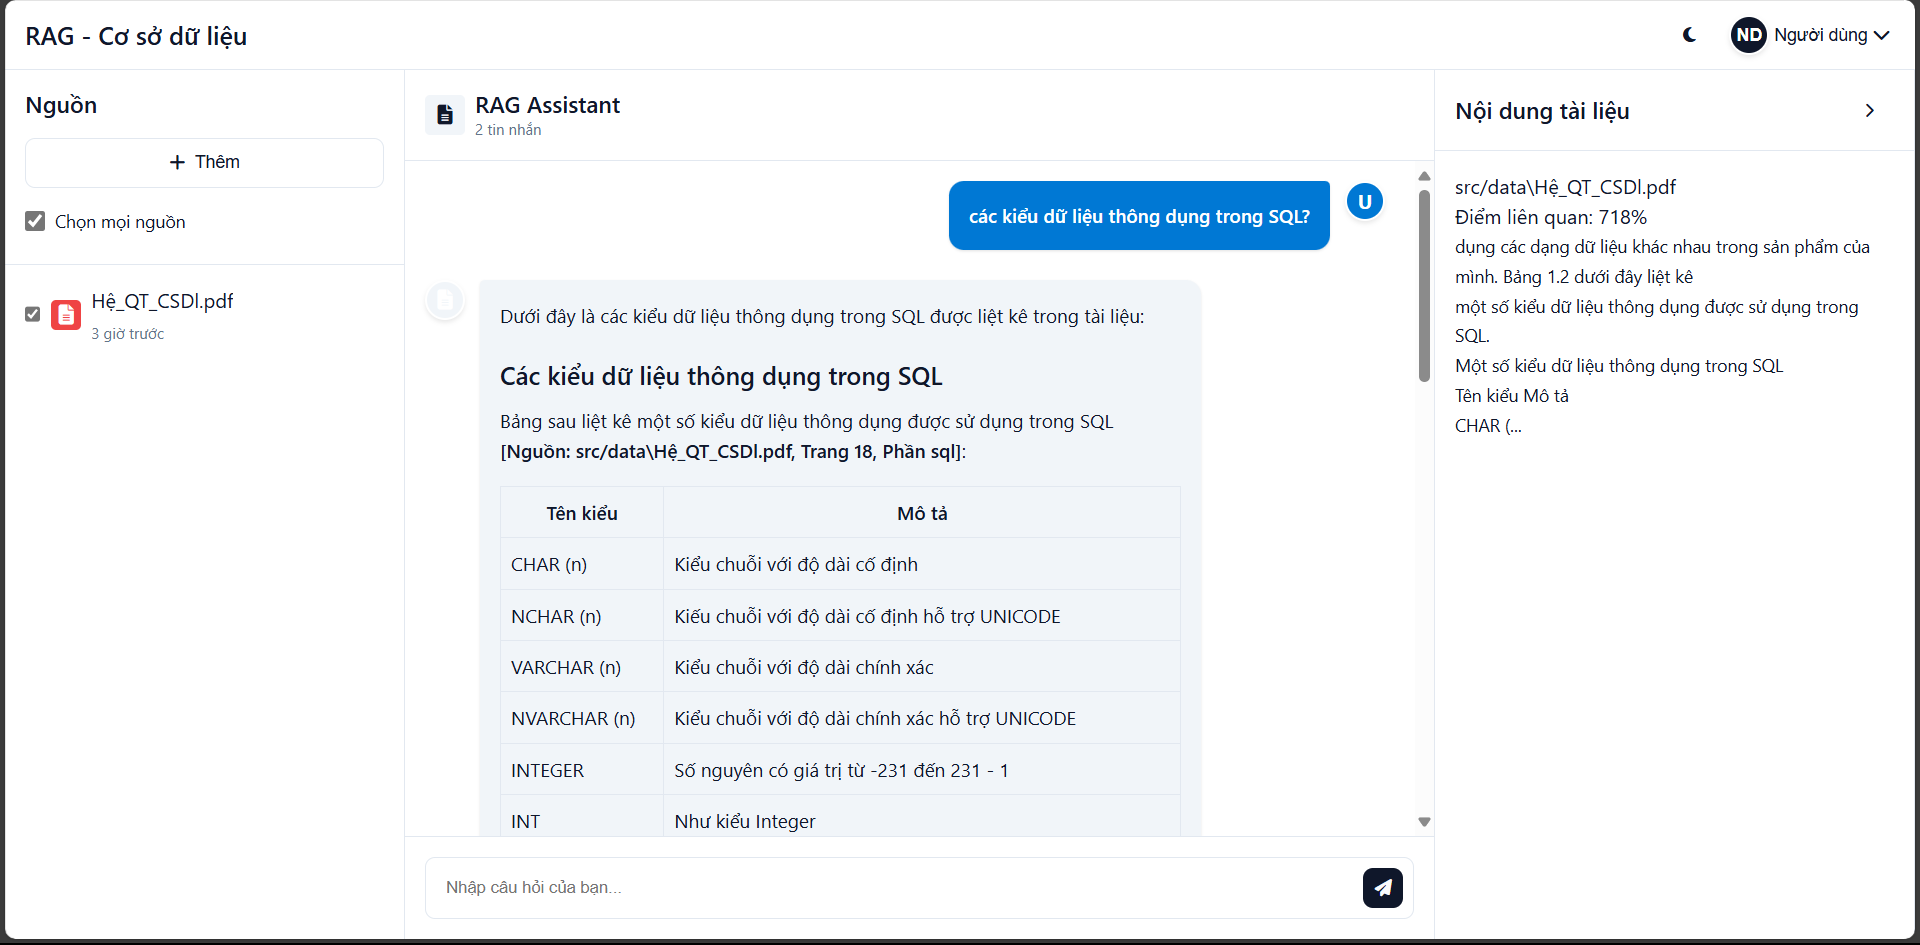 RAG - Cơ sở dữ liệu
ND Người dùng
Nguồn
+ Thêm
Chọn mọi nguồn
Hệ_QT_CSDl.pdf
3 giờ trước
RAG Assistant
2 tin nhắn
các kiểu dữ liệu thông dụng trong SQL?
U
Dưới đây là các kiểu dữ liệu thông dụng trong SQL được liệt kê trong tài liệu:
Các kiểu dữ liệu thông dụng trong SQL
Bảng sau liệt kê một số kiểu dữ liệu thông dụng được sử dụng trong SQL
[Nguồn: src/data\Hệ_QT_CSDl.pdf, Trang 18, Phần sql]:
Tên kiểu Mô tả
CHAR (n) Kiểu chuỗi với độ dài cố định
NCHAR (n) Kiếu chuỗi với độ dài cố định hỗ trợ UNICODE
VARCHAR (n) Kiểu chuỗi với độ dài chính xác
NVARCHAR (n) Kiểu chuỗi với độ dài chính xác hỗ trợ UNICODE
INTEGER Số nguyên có giá trị từ -231 đến 231 - 1
INT Như kiểu Integer
Nhập câu hỏi của bạn...
Nội dung tài liệu
src/data\Hệ_QT_CSDl.pdf
Điểm liên quan: 718%
dụng các dạng dữ liệu khác nhau trong sản phẩm của
mình. Bảng 1.2 dưới đây liệt kê
một số kiểu dữ liệu thông dụng được sử dụng trong
SQL.
Một số kiểu dữ liệu thông dụng trong SQL
Tên kiểu Mô tả
CHAR (...